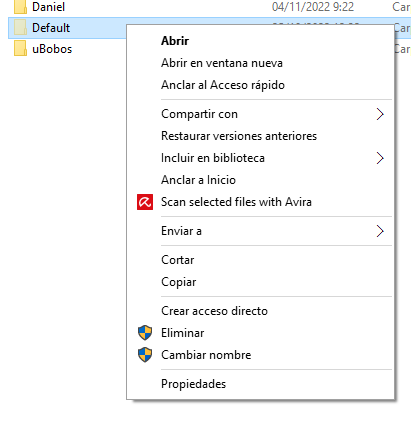 Daniel 04/11/2022 9:22 Car
Default
Abrir
uBobos Car
Abrir en ventana nueva
Anclar al Acceso rápido
Compartir con
Restaurar versiones anteriores
Incluir en biblioteca
Anclar a Inicio
Scan selected files with Avira
Enviar a
Cortar
Copiar
Crear acceso directo
Eliminar
Cambiar nombre
Propiedades